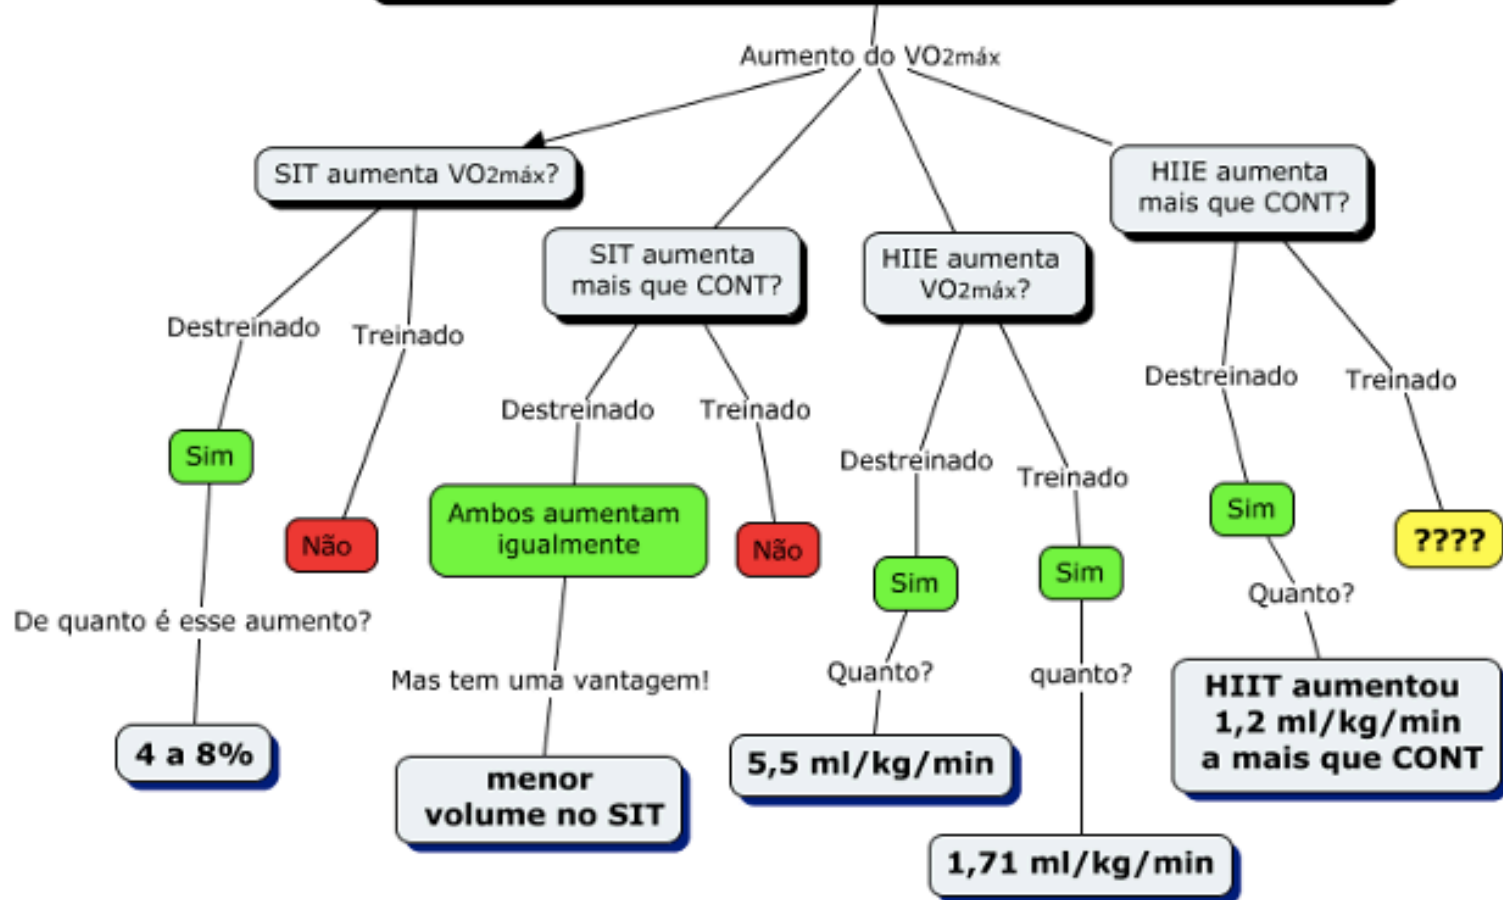 Aumento do VO2máx
SIT aumenta VO2máx?
HIIE aumenta
mais que CONT?
SIT aumenta
mais que CONT?
HIIE aumenta
VO2máx?
Destreinado
Treinado
Destreinado
Treinado
Destreinado
Treinado
Destreinado
Treinado
Sim
Não
Ambos aumentam
igualmente
Não
Sim
Sim
Sim
????
De quanto é esse aumento?
Mas tem uma vantagem!
Quanto?
quanto?
Quanto?
4 a 8%
menor
volume no SIT
5,5 ml/kg/min
1,71 ml/kg/min
HIIT aumentou
1,2 ml/kg/min
a mais que CONT